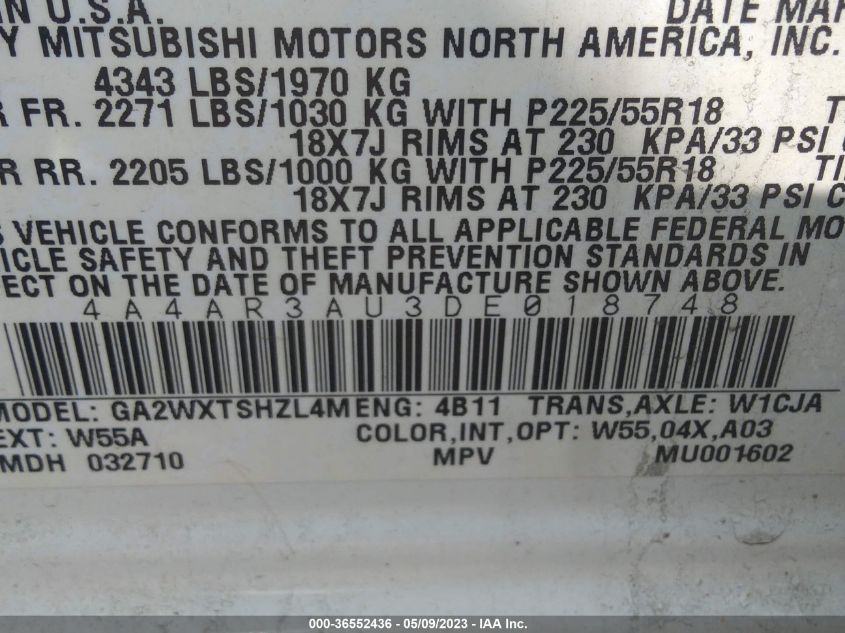 IN U.S.A. DATE MAR
Y MITSUBISHI MOTORS NORTH AMERICA, INC.
4343 LBS/1970 KG
R FR. 2271 LBS/1030 KG WITH P225/55R18 T
18X7J RIMS AT 230 KPA/33 PSI C
R RR. 2205 LBS/1000 KG WITH P225/55R18 TI
18X7J RIMS AT 230 KPA/33 PSI C
S VEHICLE CONFORMS TO ALL APPLICABLE FEDERAL MO
ICLE SAFETY AND THEFT PREVENTION STANDARDS IN
ECT ON THE DATE OF MANUFACTURE SHOWN ABOVE.
4A4AR3AU3DE018748
MODEL: GA2WXTSHZL4M ENG: 4B11 TRANS,AXLE: W1CJA
EXT: W55A COLOR,INT,OPT: W55,04X,A03
MDH 032710 MPV MU001602
000-36552436 - 05/09/2023 - IAA Inc.